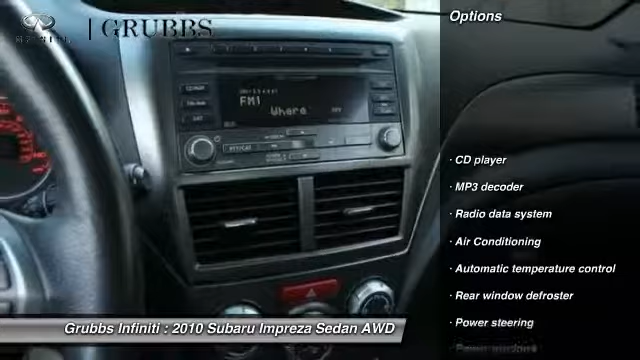 GRUBBS
Options
FM1
Where
CD player
MP3 decoder
Radio data system
Air Conditioning
Automatic temperature control
Rear window defroster
Power steering
Grubbs Infiniti : 2010 Subaru Impreza Sedan AWD